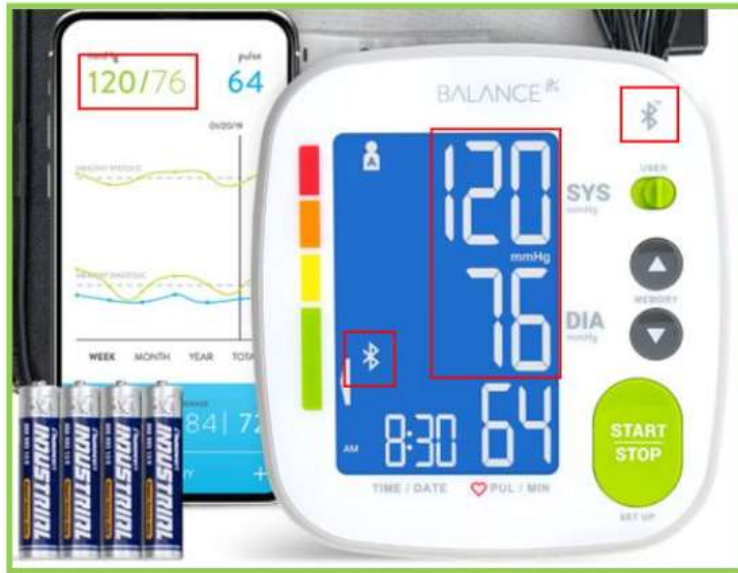 mmHg
120/76
pulse
64
01/20/19
HEALTHY SYSTOLIC
HEALTHY DIASTOLIC
WEEK MONTH YEAR TOTAL
84| 72
BALANCE
A
120
mmHg
76
AM 8:30 64
TIME / DATE PUL / MIN
SYS
mmHg
DIA
mmHg
USER
MEMORY
START
STOP
SET UP
INDUSTRIAL
INDUSTRIAL
INDUSTRIAL
INDUSTRIAL